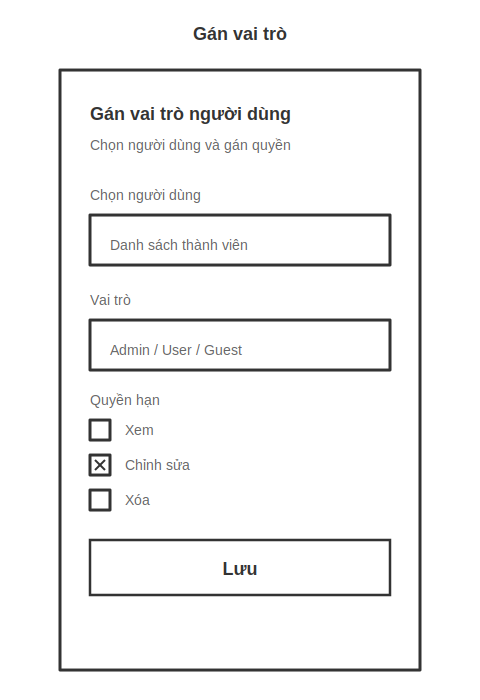 Gán vai trò
Gán vai trò người dùng
Chọn người dùng và gán quyền
Chọn người dùng
Danh sách thành viên
Vai trò
Admin / User / Guest
Quyền hạn
Xem
Chỉnh sửa
Xóa
Lưu